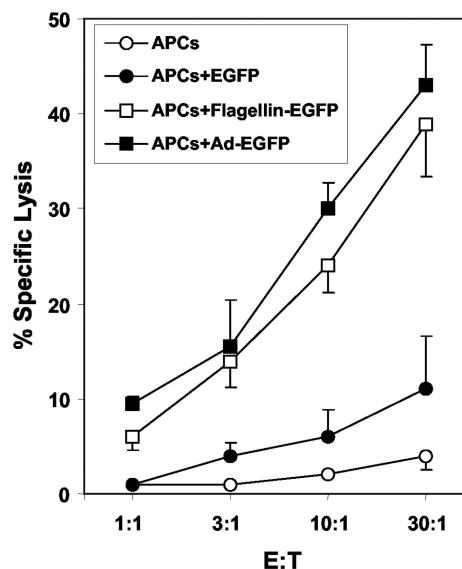 APCs
APCs+EGFP
APCs+Flagellin-EGFP
APCs+Ad-EGFP
50
40
30
20
10
0
% Specific Lysis
1:1 3:1 10:1 30:1
E:T